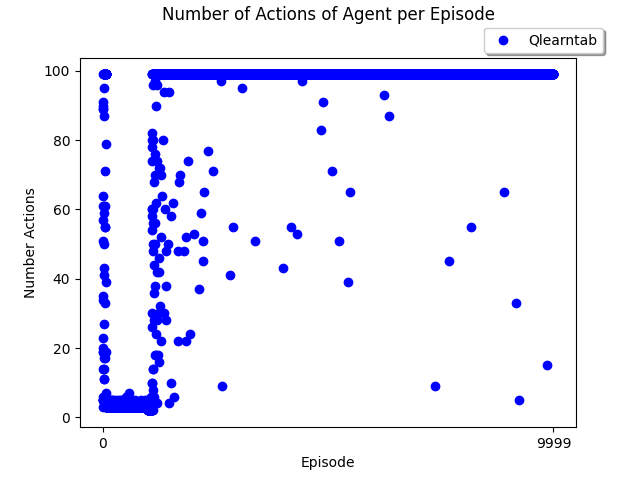 Number of Actions of Agent per Episode
Qlearntab
100
80
60
40
20
0
Number Actions
0 9999
Episode